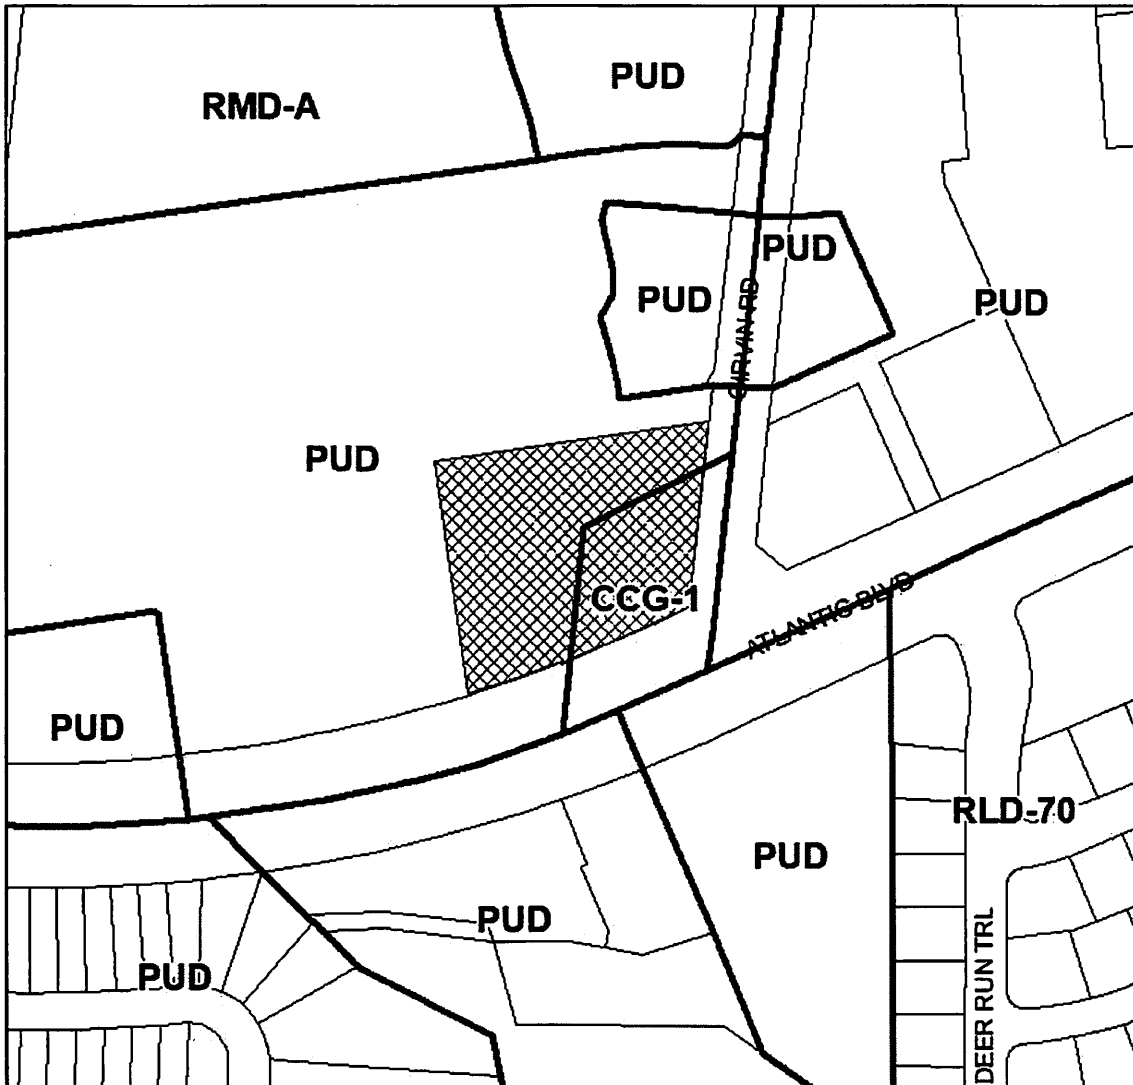 PUD
RMD-A
PUD
PUD
PUD
GIRVIN RD
PUD
CCG-1
ATLANTIC BLVD
PUD
RLD-70
PUD
PUD
PUD
DEER RUN TRL